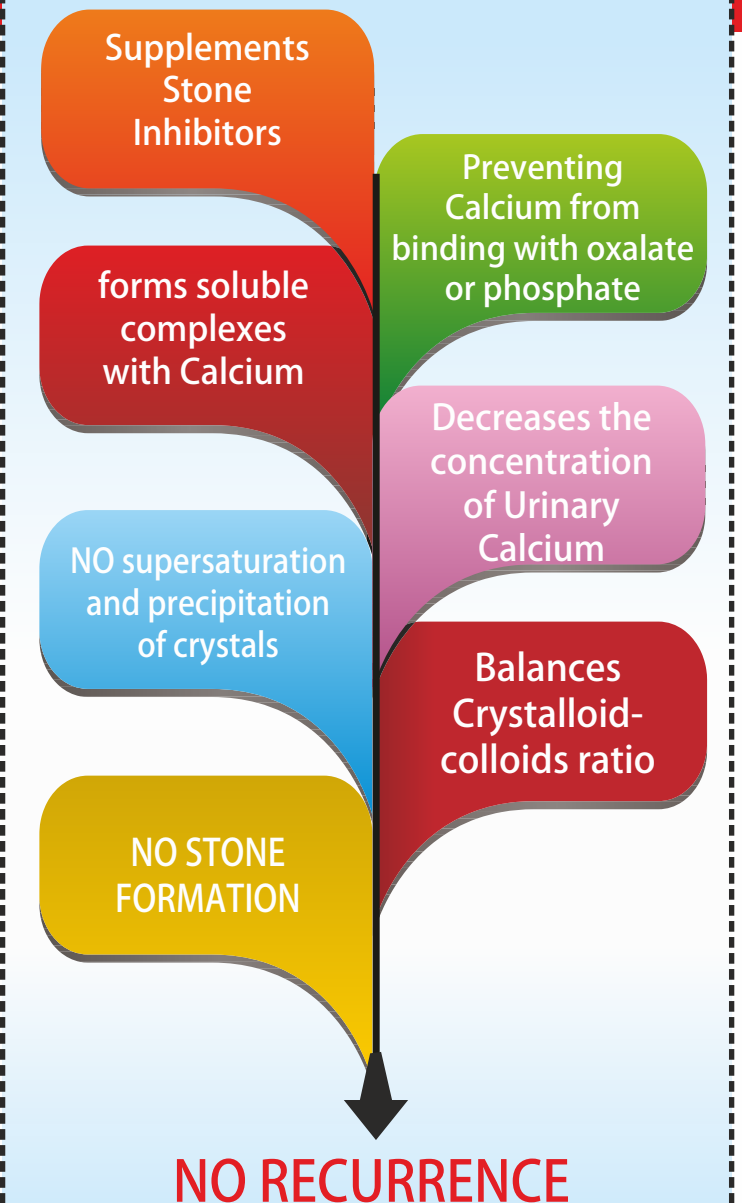 Supplements
Stone
Inhibitors
Preventing
Calcium from
binding with oxalate
or phosphate
forms soluble
complexes
with Calcium
Decreases the
concentration
of Urinary
Calcium
NO supersaturation
and precipitation
of crystals
Balances
Crystalloid-
colloids ratio
NO STONE
FORMATION
NO RECURRENCE